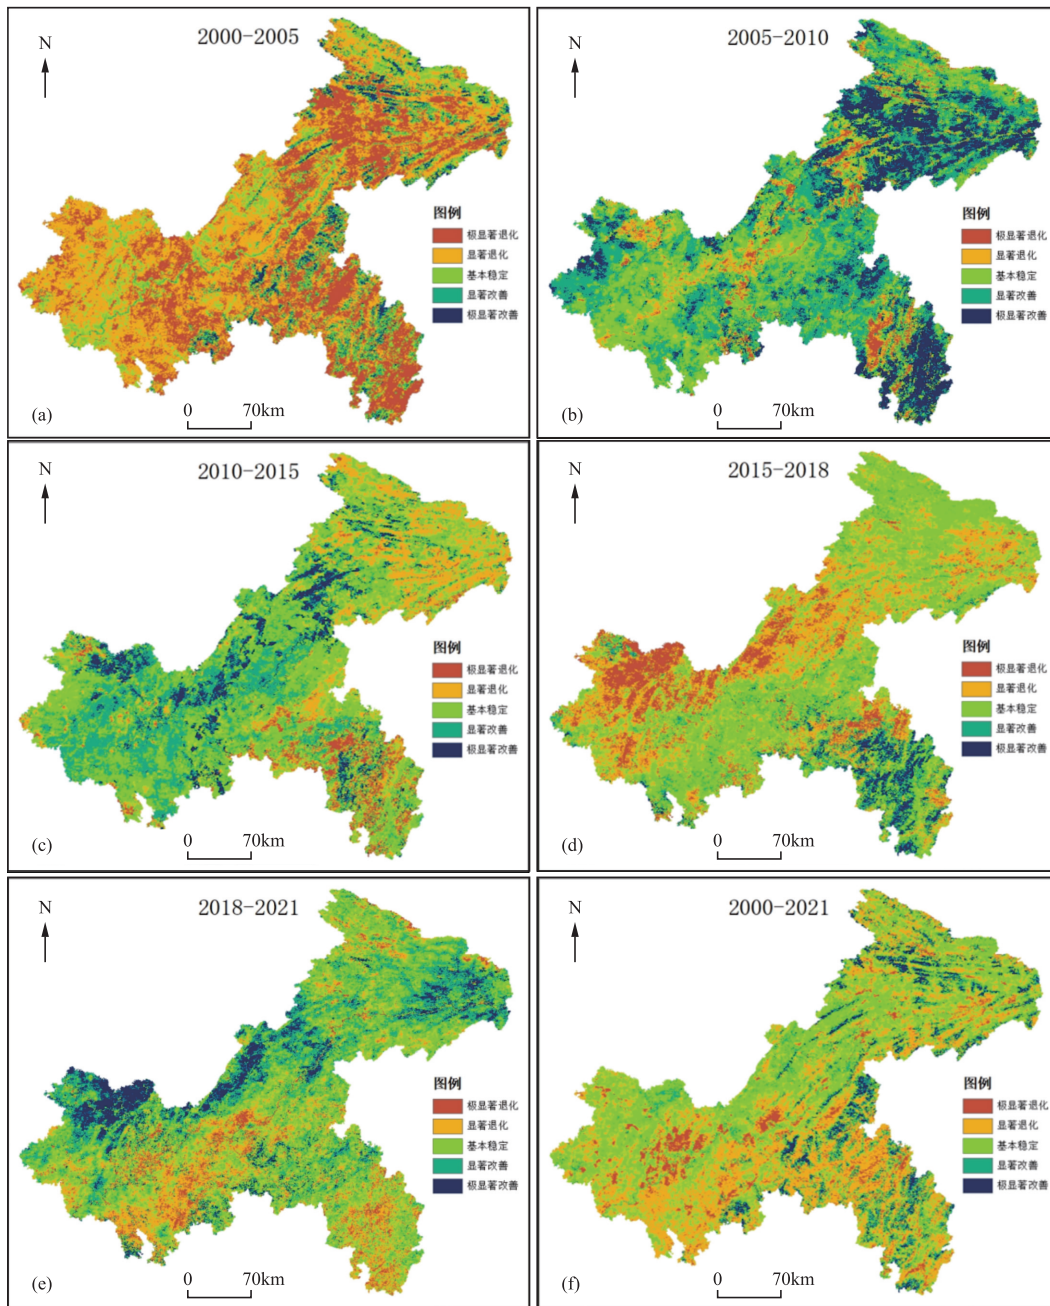 2000-2005
N
图例
极显著退化
显著退化
基本稳定
显著改善
极显著改善
0 70km
(a)
2005-2010
N
图例
极显著退化
显著退化
基本稳定
显著改善
极显著改善
0 70km
(b)
2010-2015
N
图例
极显著退化
显著退化
基本稳定
显著改善
极显著改善
0 70km
(c)
2015-2018
N
图例
极显著退化
显著退化
基本稳定
显著改善
极显著改善
0 70km
(d)
2018-2021
N
图例
极显著退化
显著退化
基本稳定
显著改善
极显著改善
0 70km
(e)
2000-2021
N
图例
极显著退化
显著退化
基本稳定
显著改善
极显著改善
0 70km
(f)